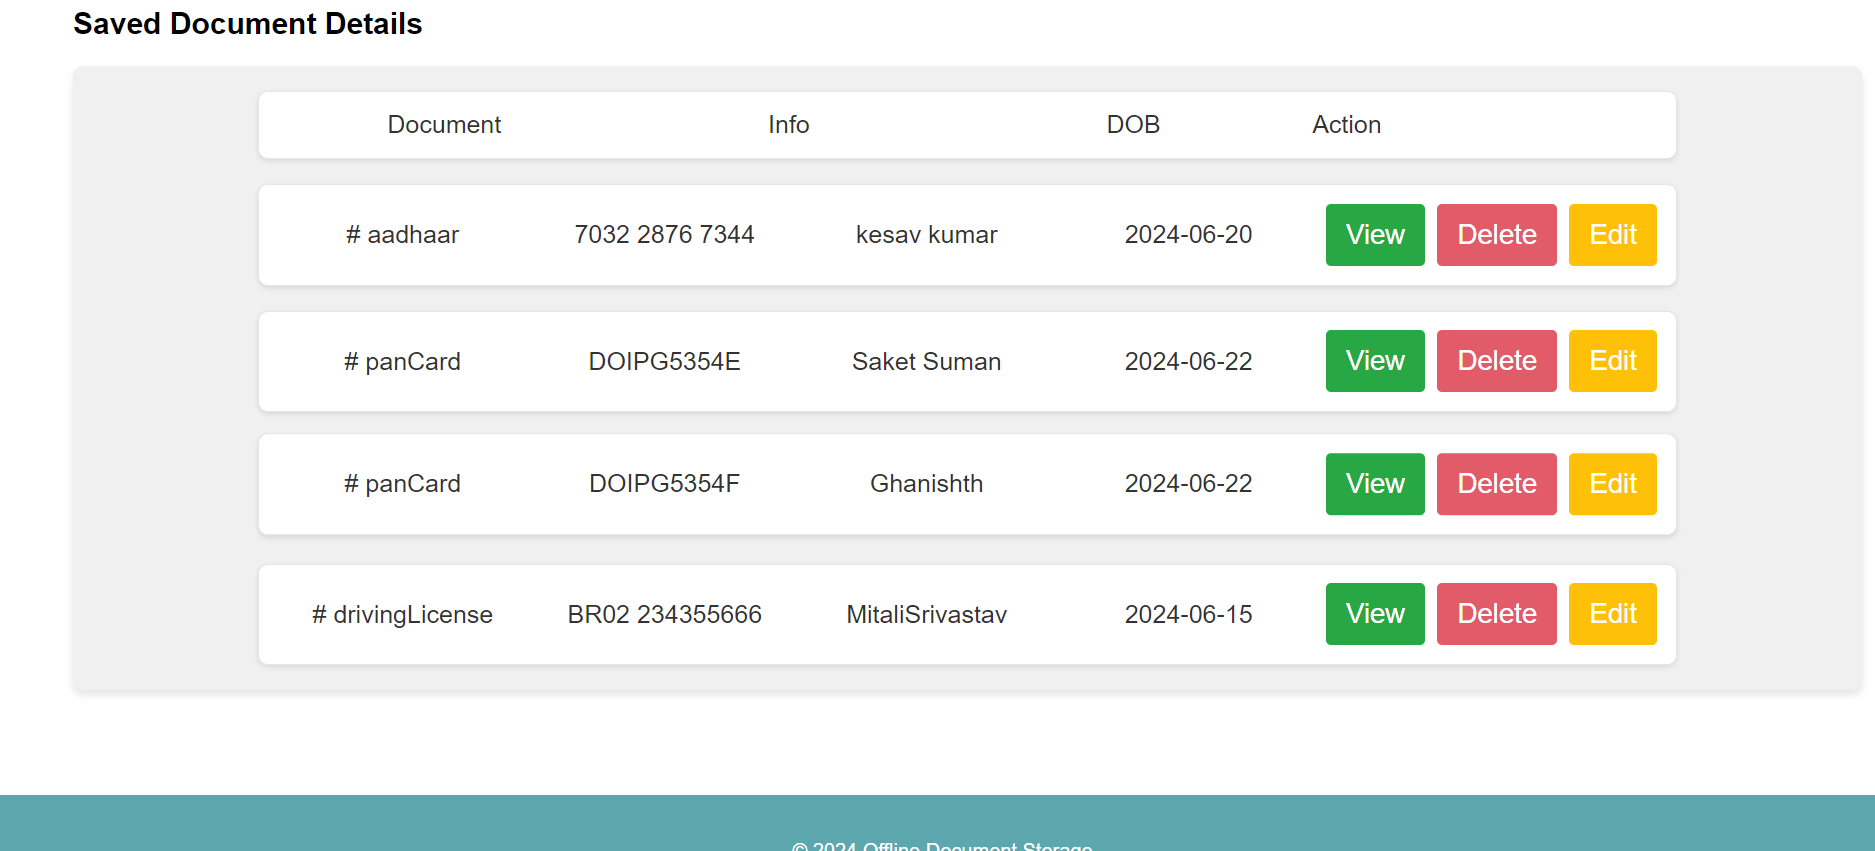 Saved Document Details
Document Info DOB Action
# aadhaar 7032 2876 7344 kesav kumar 2024-06-20 View Delete Edit
# panCard DOIPG5354E Saket Suman 2024-06-22 View Delete Edit
# panCard DOIPG5354F Ghanishth 2024-06-22 View Delete Edit
# drivingLicense BR02 234355666 MitaliSrivastav 2024-06-15 View Delete Edit
© 2024 Offline Document Storage